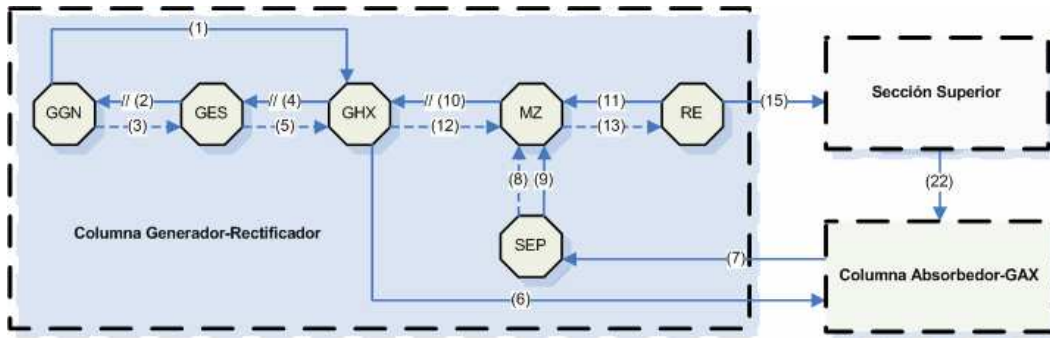 (1)
Sección Superior
GGN
// (2)
GES
// (4)
GHX
// (10)
MZ
(11)
RE
(15)
(3)
(5)
(12)
(13)
(8)
(9)
(22)
Columna Generador-Rectificador
SEP
(7)
Columna Absorbedor-GAX
(6)